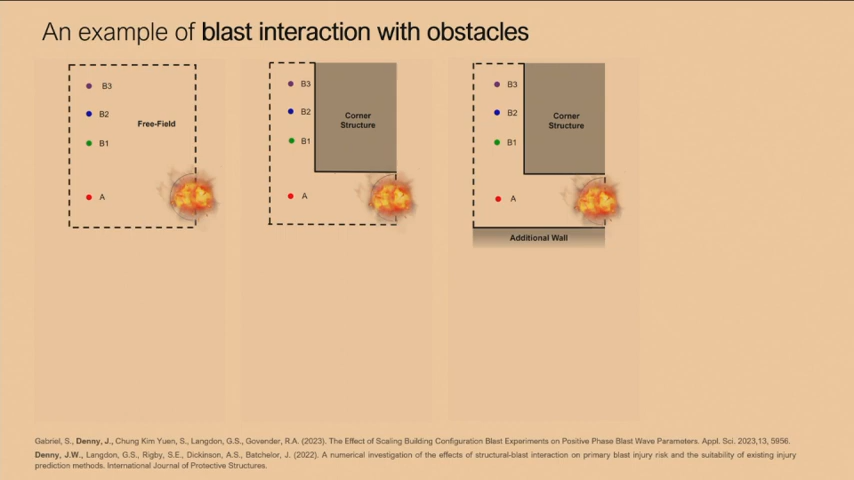 An example of blast interaction with obstacles
B3
B2
Free-Field
B1
A
B3
B2
Corner
Structure
B1
A
B3
B2
Corner
Structure
B1
A
Additional Wall
Gabriel, S., Denny, J., Chung Kim Yuen, S., Langdon, G.S., Govander, R.A. (2023). The Effect of Scaling Building Configuration Blast Experiments on Positive Phase Blast Wave Parameters. Appl. Sci. 2023,13, 5956.
Denny, J.W., Langdon, G.S., Rigby, S.E., Dickinson, A.S., Batchelor, J. (2022). A numerical investigation of the effects of structural-blast interaction on primary blast injury risk and the suitability of existing injury
prediction methods. International Journal of Protective Structures.